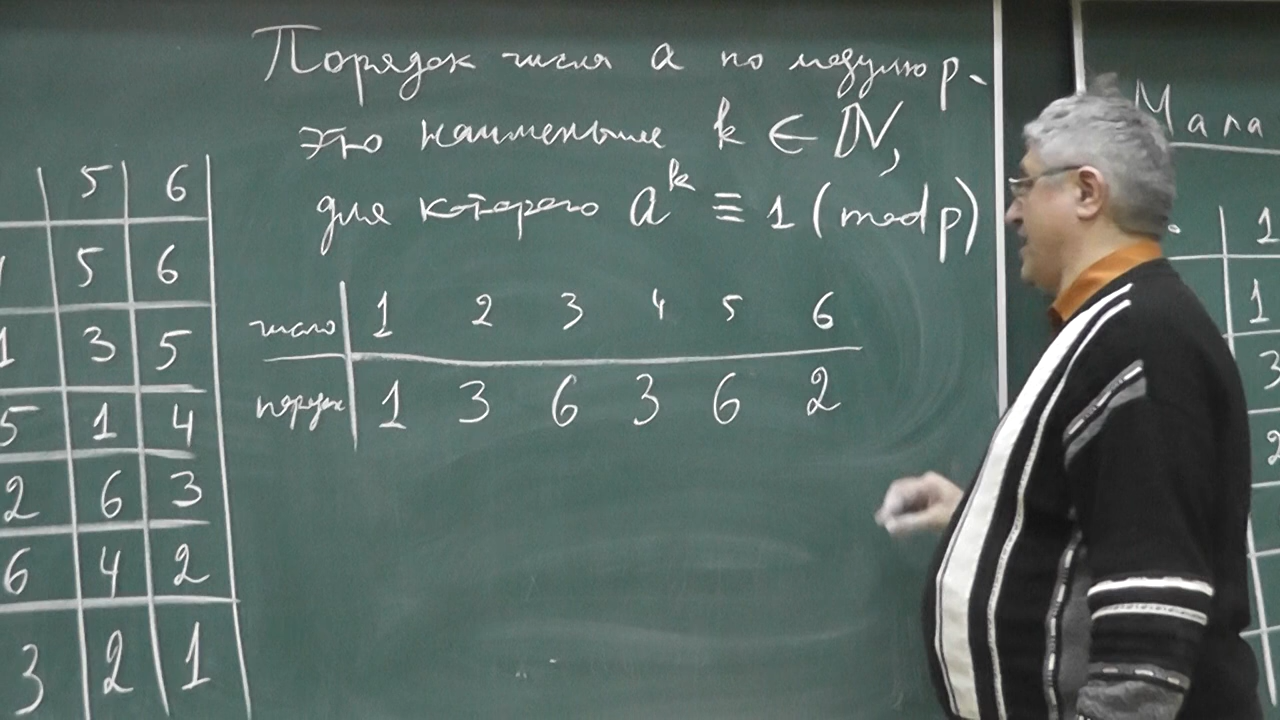 Порядок числа a по модулю p -
это наименьшее k ∈ ℕ,
для которого a^k ≡ 1 (mod p)
число 1 2 3 4 5 6
порядок 1 3 6 3 6 2
5 6
5 6
1 3 5
5 1 4
2 6 3
6 4 2
3 2 1
Мала
1
1
3
2